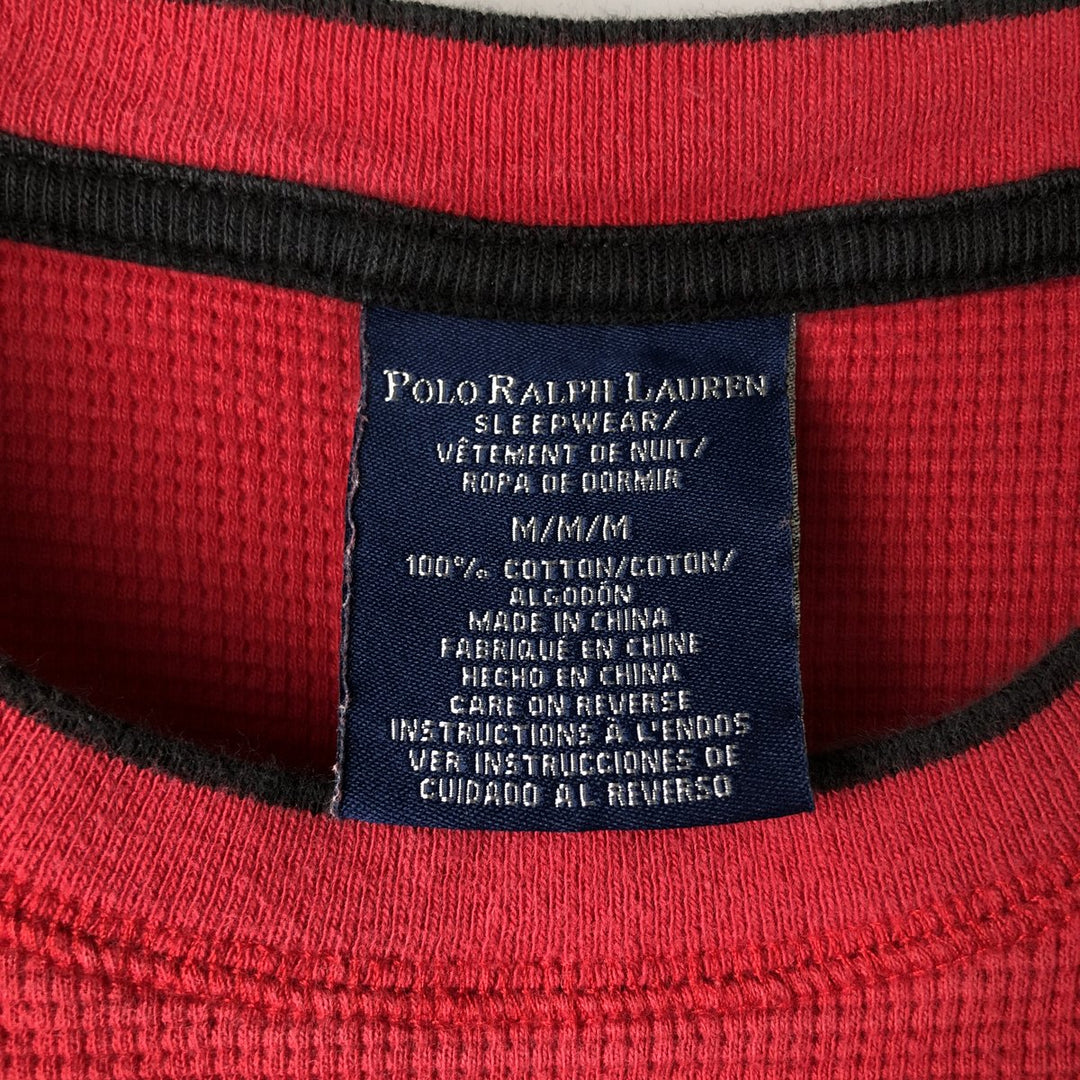 POLO RALPH LAUREN
SLEEPWEAR/
VÊTEMENT DE NUIT/
ROPA DE DORMIR
M/M/M
100% COTTON/COTON/
ALGODÓN
MADE IN CHINA
FABRIQUÉ EN CHINE
HECHO EN CHINA
CARE ON REVERSE
INSTRUCTIONS À L'ENDOS
VER INSTRUCCIONES DE
CUIDADO AL REVERSO